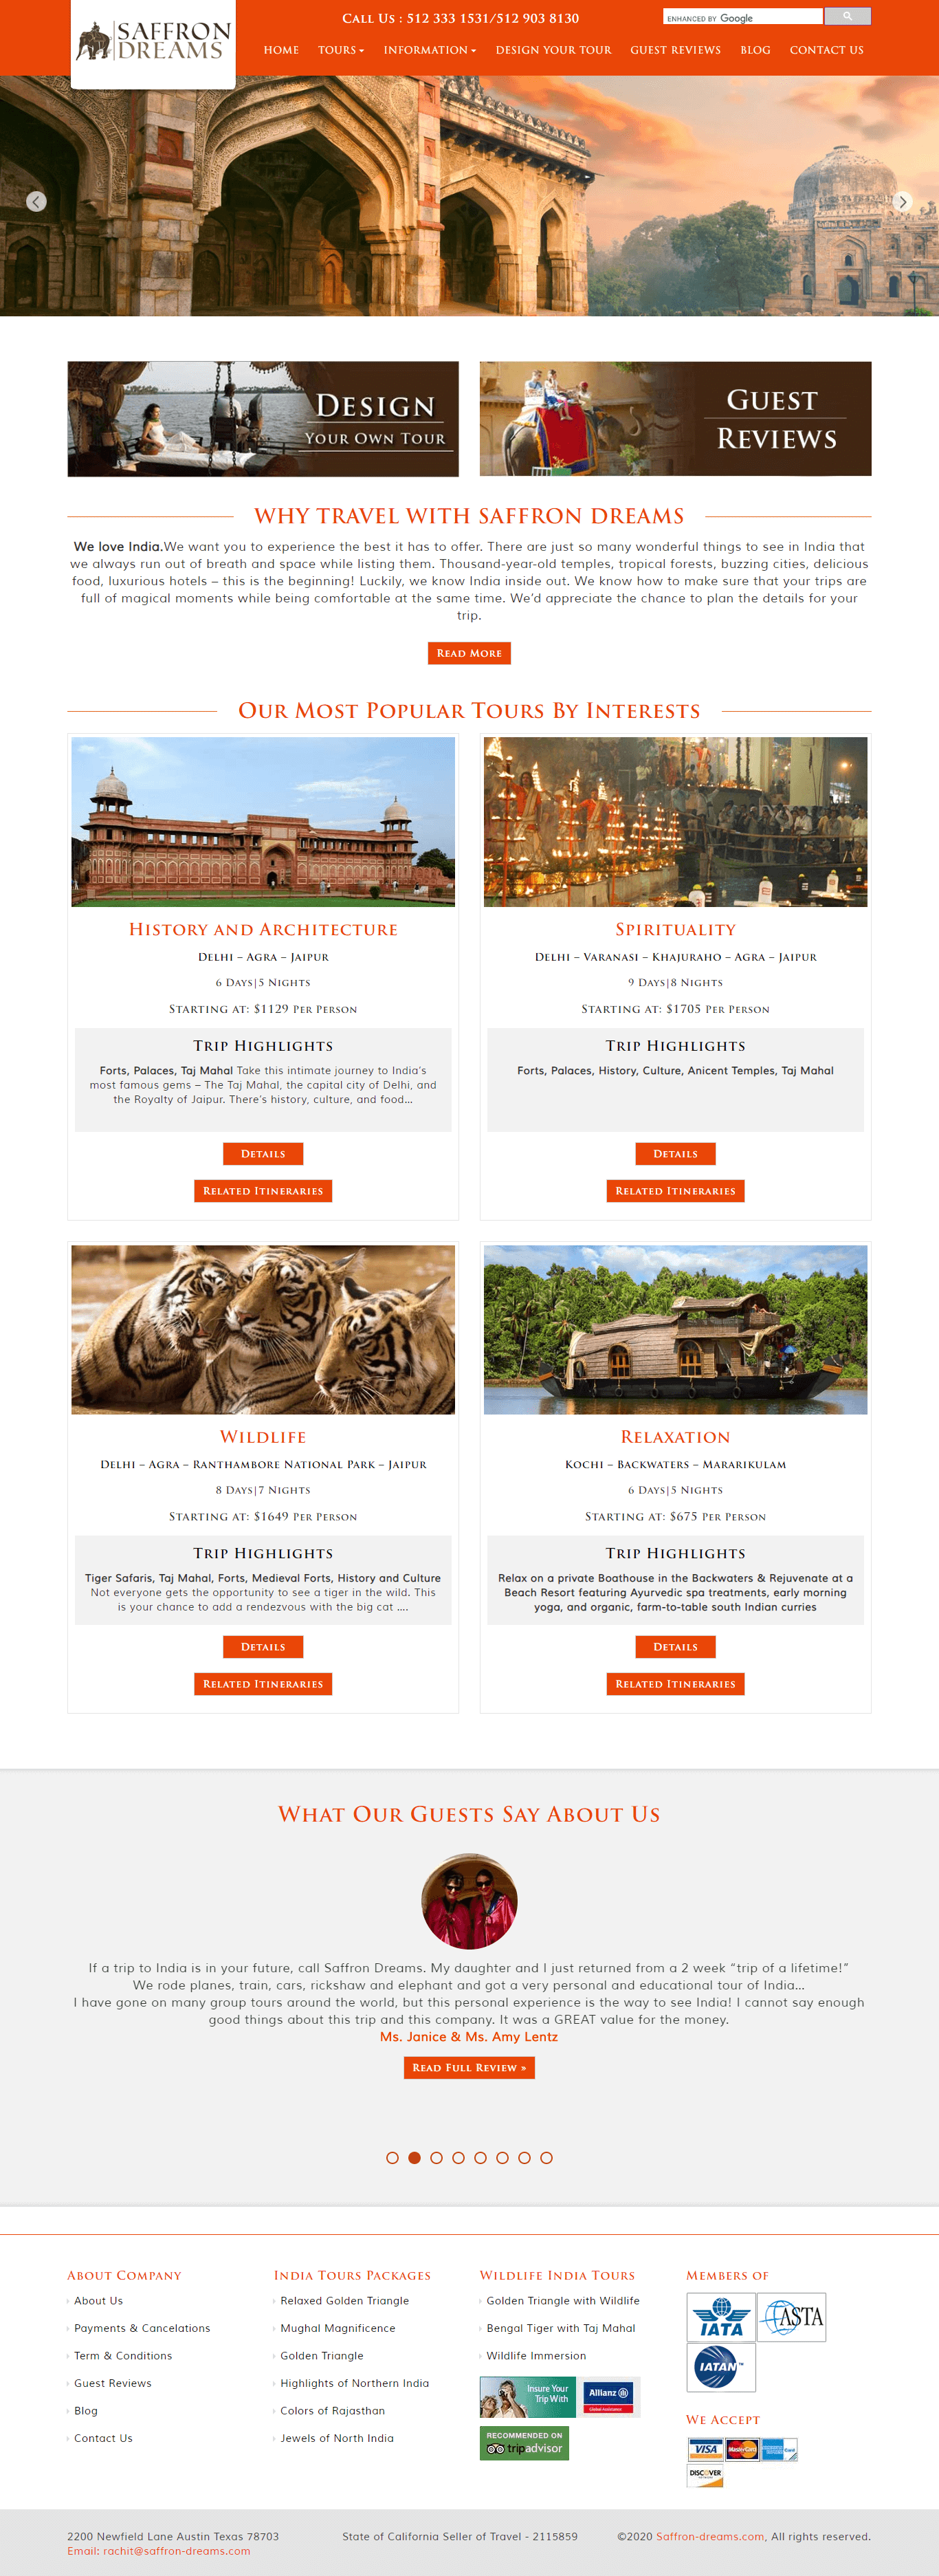 SAFFRON
DREAMS
Call Us : 512 333 1531/512 903 8130
ENHANCED BY Google
HOME TOURS INFORMATION DESIGN YOUR TOUR GUEST REVIEWS BLOG CONTACT US
Design
Your Own Tour
Guest
Reviews
WHY TRAVEL WITH SAFFRON DREAMS
We love India.We want you to experience the best it has to offer. There are just so many wonderful things to see in India that
we always run out of breath and space while listing them. Thousand-year-old temples, tropical forests, buzzing cities, delicious
food, luxurious hotels – this is the beginning! Luckily, we know India inside out. We know how to make sure that your trips are
full of magical moments while being comfortable at the same time. We’d appreciate the chance to plan the details for your
trip.
Read More
Our Most Popular Tours By Interests
History and Architecture
Delhi – Agra – Jaipur
6 Days|5 Nights
Starting at: $1129 Per Person
Trip Highlights
Forts, Palaces, Taj Mahal Take this intimate journey to India’s
most famous gems – The Taj Mahal, the capital city of Delhi, and
the Royalty of Jaipur. There’s history, culture, and food...
Details
Related Itineraries
Spirituality
Delhi – Varanasi – Khajuraho – Agra – Jaipur
9 Days|8 Nights
Starting at: $1705 Per Person
Trip Highlights
Forts, Palaces, History, Culture, Anicent Temples, Taj Mahal
Details
Related Itineraries
Wildlife
Delhi – Agra – Ranthambore National Park – Jaipur
8 Days|7 Nights
Starting at: $1649 Per Person
Trip Highlights
Tiger Safaris, Taj Mahal, Forts, Medieval Forts, History and Culture
Not everyone gets the opportunity to see a tiger in the wild. This
is your chance to add a rendezvous with the big cat ....
Details
Related Itineraries
Relaxation
Kochi – Backwaters – Mararikulam
6 Days|5 Nights
Starting at: $675 Per Person
Trip Highlights
Relax on a private Boathouse in the Backwaters & Rejuvenate at a
Beach Resort featuring Ayurvedic spa treatments, early morning
yoga, and organic, farm-to-table south Indian curries
Details
Related Itineraries
What Our Guests Say About Us
If a trip to India is in your future, call Saffron Dreams. My daughter and I just returned from a 2 week “trip of a lifetime!”
We rode planes, train, cars, rickshaw and elephant and got a very personal and educational tour of India...
I have gone on many group tours around the world, but this personal experience is the way to see India! I cannot say enough
good things about this trip and this company. It was a GREAT value for the money.
Ms. Janice & Ms. Amy Lentz
Read Full Review »
About Company
About Us
Payments & Cancelations
Term & Conditions
Guest Reviews
Blog
Contact Us
India Tours Packages
Relaxed Golden Triangle
Mughal Magnificence
Golden Triangle
Highlights of Northern India
Colors of Rajasthan
Jewels of North India
Wildlife India Tours
Golden Triangle with Wildlife
Bengal Tiger with Taj Mahal
Wildlife Immersion
Insure Your
Trip With
Allianz
Global Assistance
RECOMMENDED ON
tripadvisor
Members of
IATA
ASTA
IATAN™
We Accept
VISA
MasterCard
DISCOVER
2200 Newfield Lane Austin Texas 78703
Email: rachit@saffron-dreams.com
State of California Seller of Travel - 2115859
©2020 Saffron-dreams.com, All rights reserved.